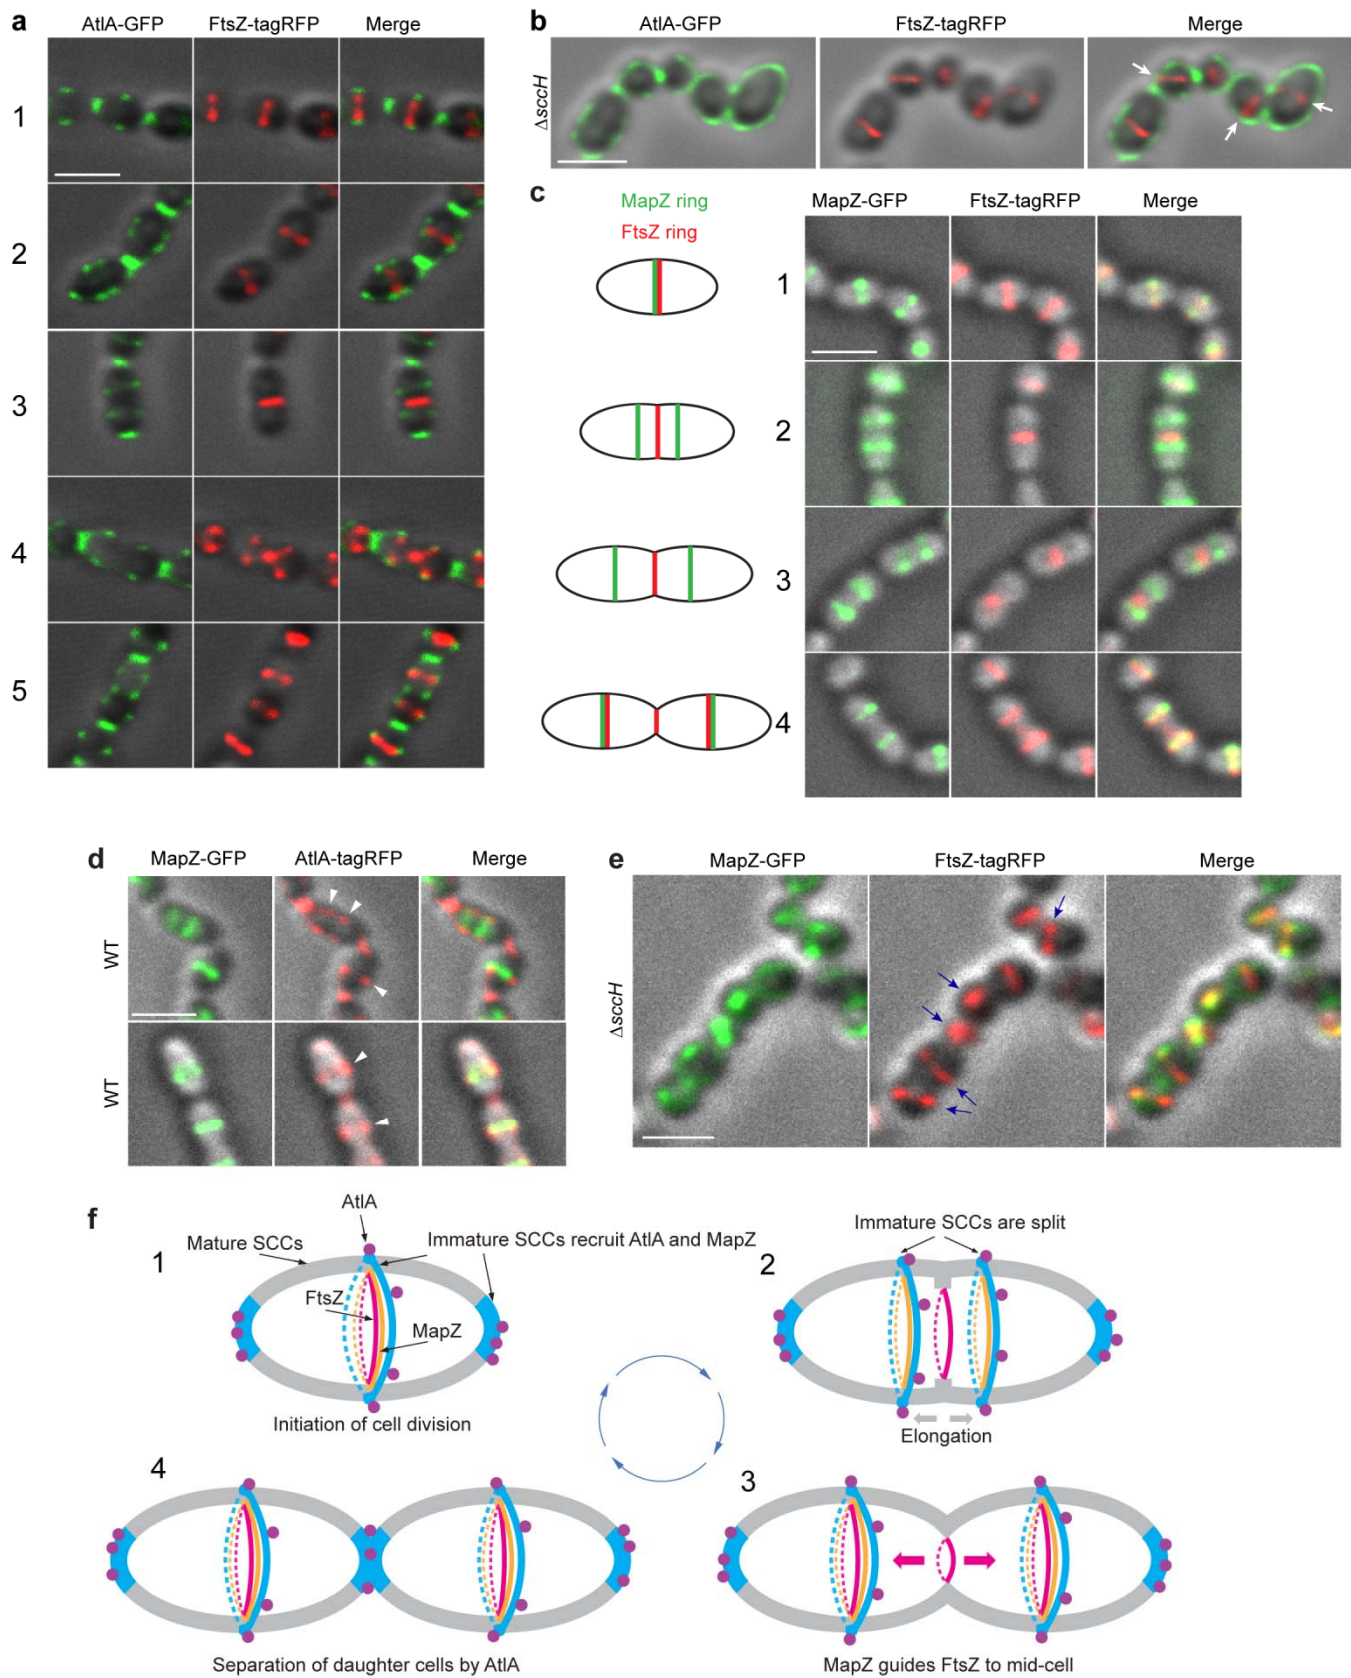 a
AtlA-GFP FtsZ-tagRFP Merge
1
2
3
4
5
b
AtlA-GFP FtsZ-tagRFP Merge
ΔsccH
c
MapZ ring
FtsZ ring
MapZ-GFP FtsZ-tagRFP Merge
1
2
3
4
d
MapZ-GFP AtlA-tagRFP Merge
WT
WT
e
MapZ-GFP FtsZ-tagRFP Merge
ΔsccH
f
1
AtlA
Mature SCCs
Immature SCCs recruit AtlA and MapZ
FtsZ
MapZ
Initiation of cell division
2
Immature SCCs are split
Elongation
4
Separation of daughter cells by AtlA
3
MapZ guides FtsZ to mid-cell